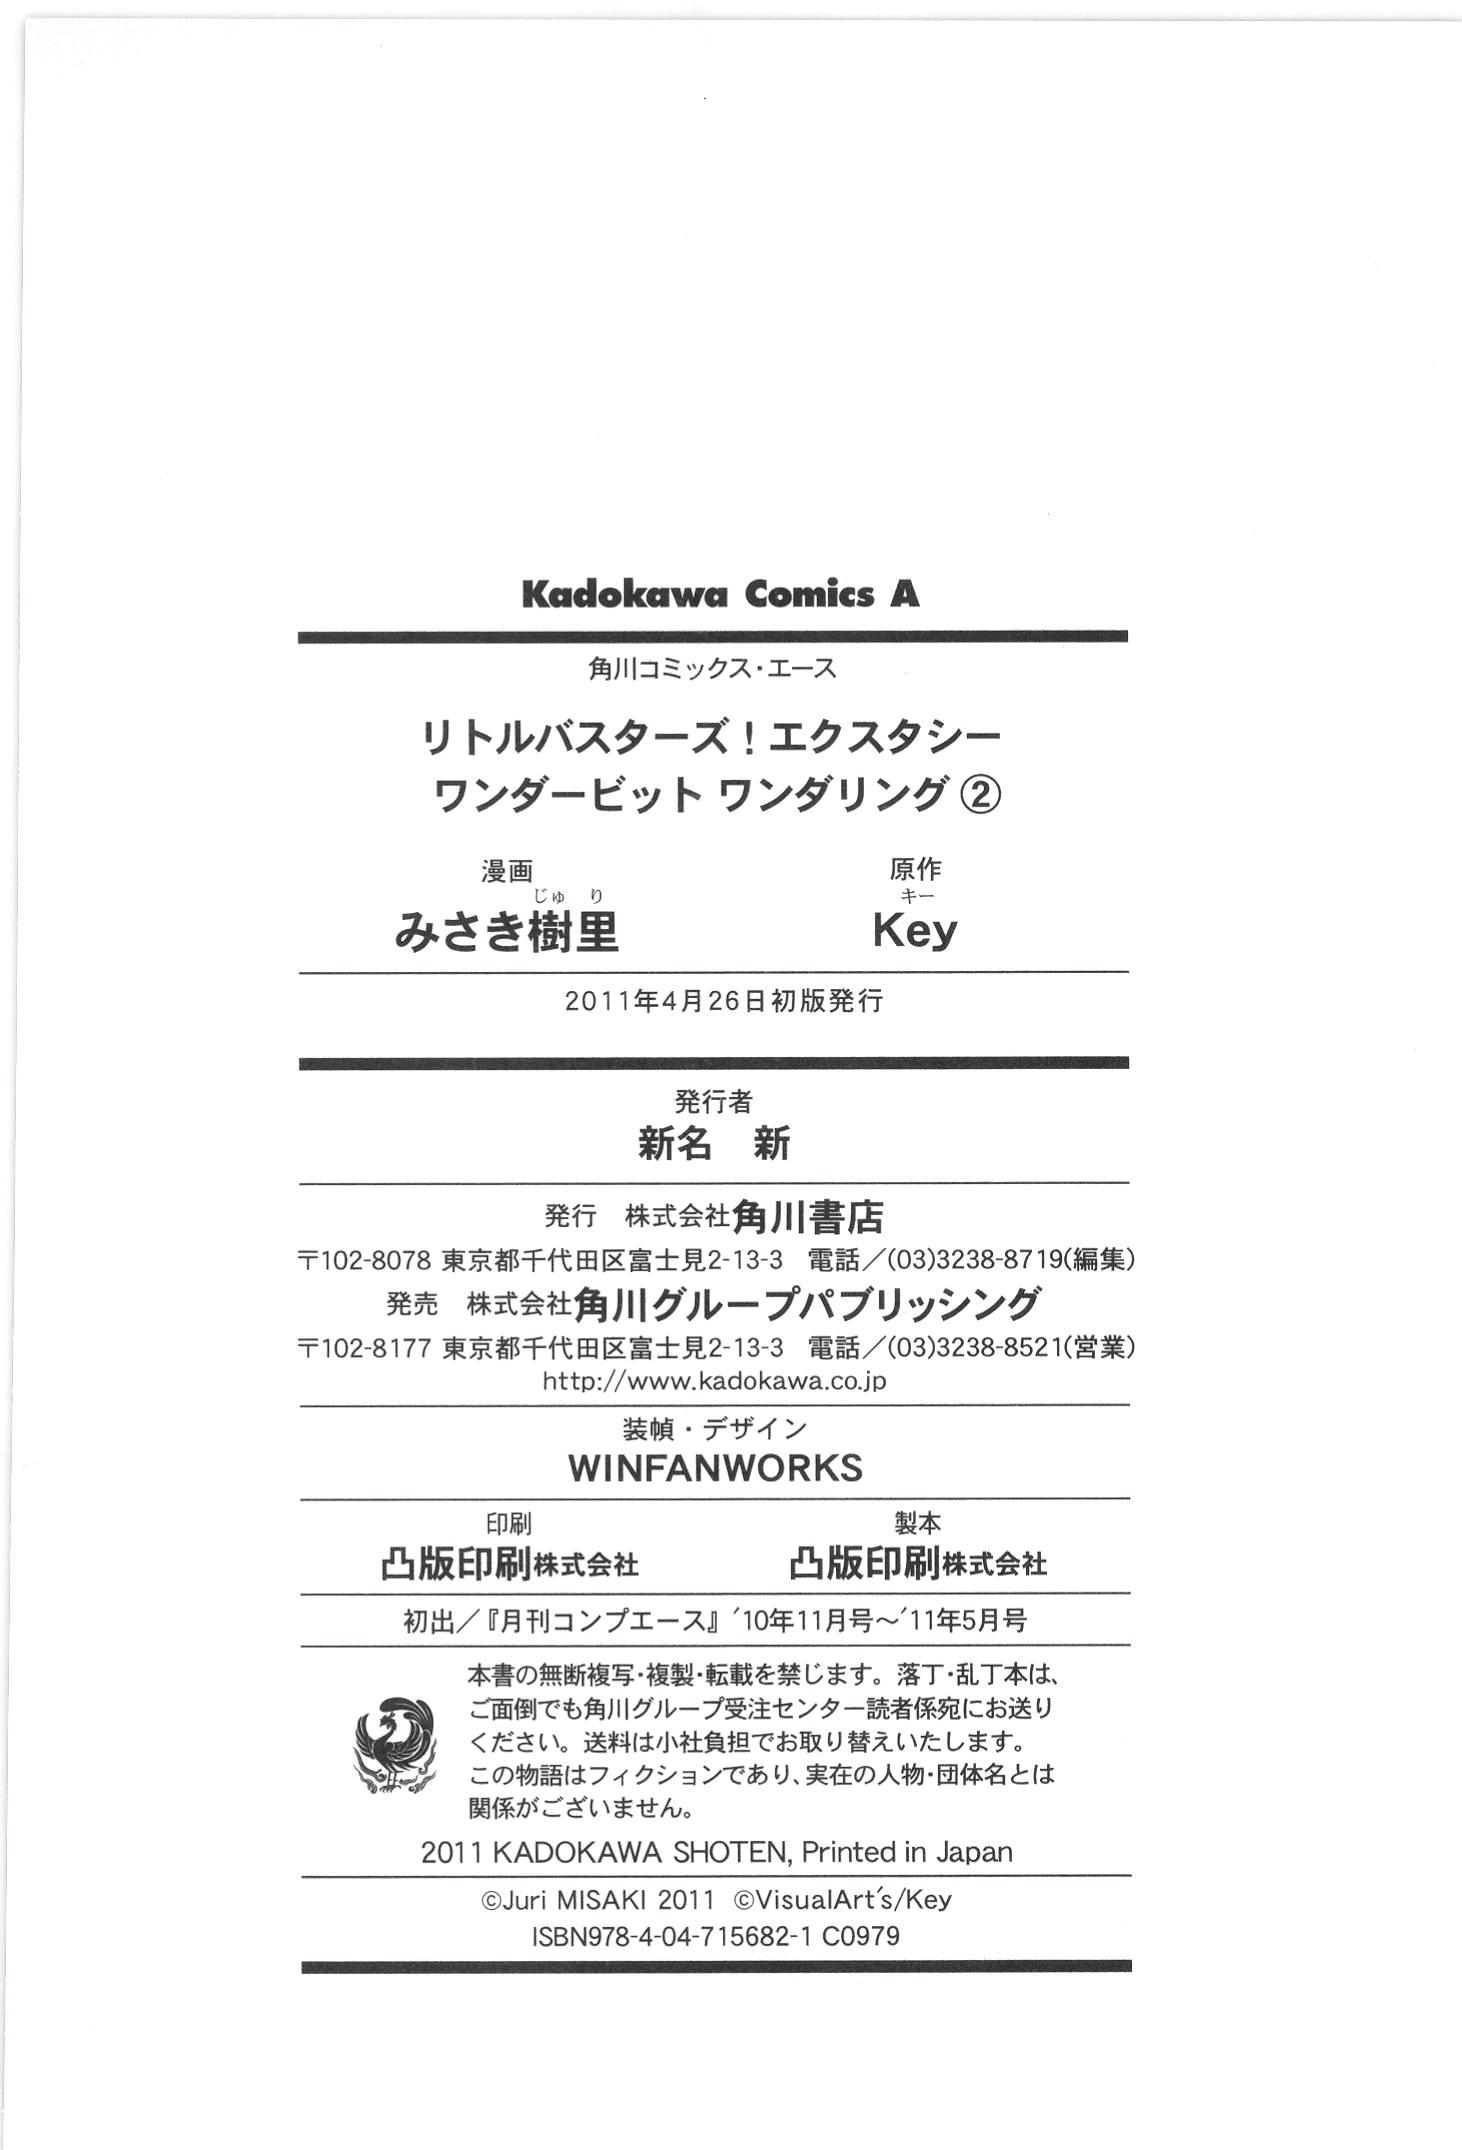 Kadokawa Comics A
角川コミックス・エース
リトルバスターズ！エクスタシー
ワンダービット ワンダリング②
漫画
じゅ り
みさき樹里
原作
キー
Key
2011年4月26日初版発行
発行者
新名 新
発行 株式会社角川書店
〒102-8078 東京都千代田区富士見2-13-3 電話／(03)3238-8719(編集)
発売 株式会社角川グループパブリッシング
〒102-8177 東京都千代田区富士見2-13-3 電話／(03)3238-8521(営業)
http://www.kadokawa.co.jp
装幀・デザイン
WINFANWORKS
印刷
凸版印刷株式会社
製本
凸版印刷株式会社
初出／『月刊コンプエース』'10年11月号～'11年5月号
本書の無断複写・複製・転載を禁じます。落丁・乱丁本は、
ご面倒でも角川グループ受注センター読者係宛にお送り
ください。送料は小社負担でお取り替えいたします。
この物語はフィクションであり、実在の人物・団体名とは
関係がございません。
2011 KADOKAWA SHOTEN, Printed in Japan
©Juri MISAKI 2011 ©VisualArt's/Key
ISBN978-4-04-715682-1 C0979